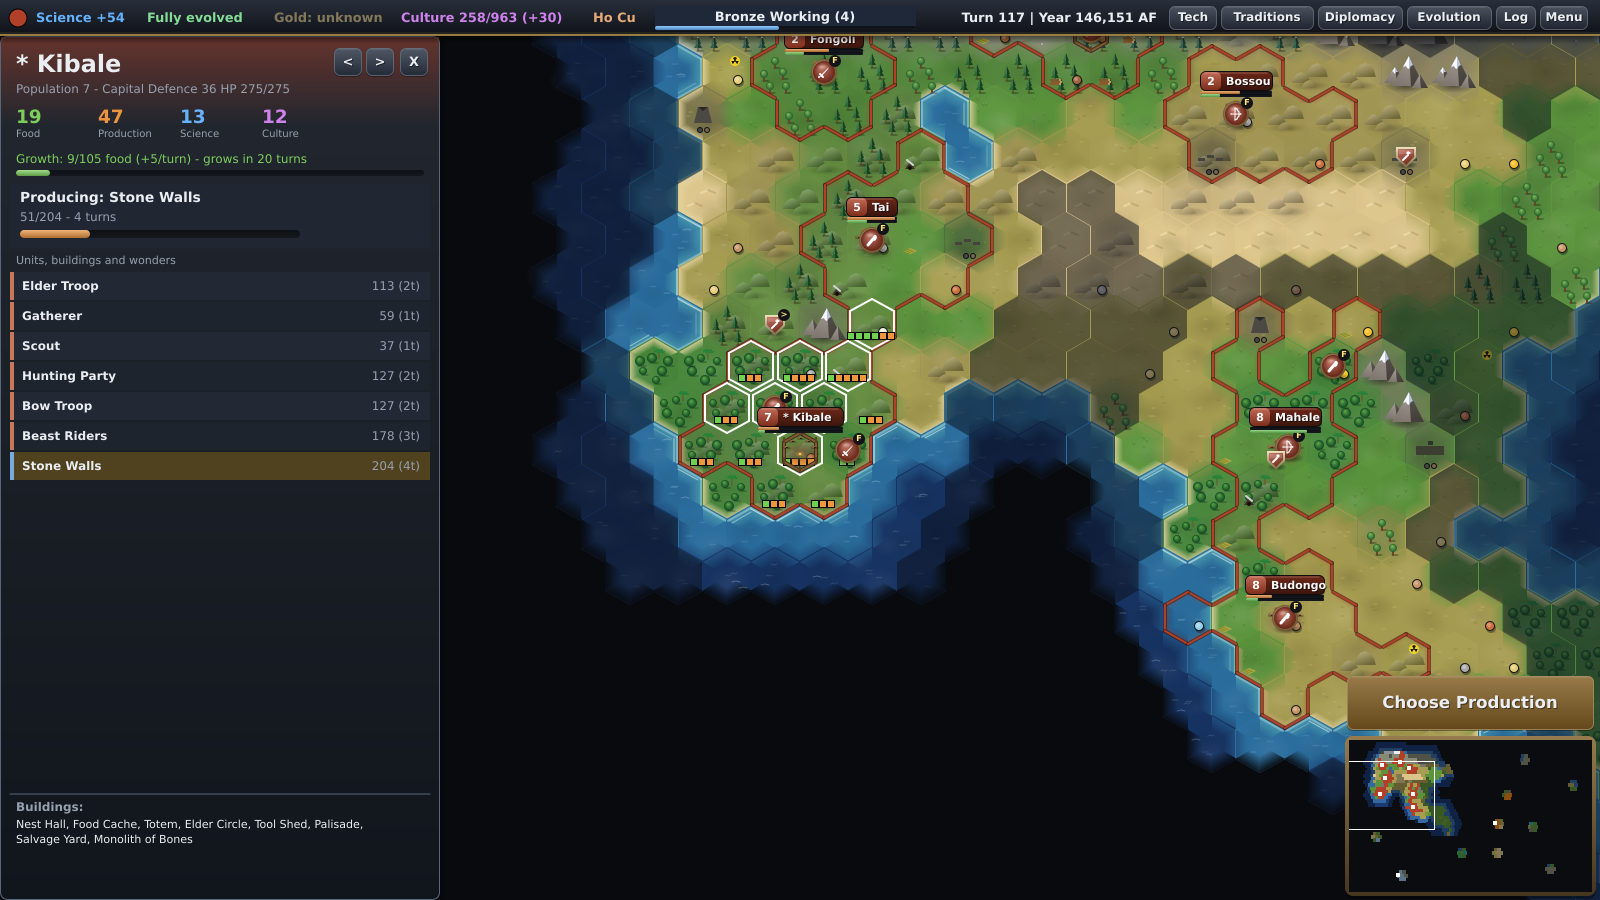 Science +54
Fully evolved
Gold: unknown
Culture 258/963 (+30)
Ho Cu
Bronze Working (4)
Turn 117 | Year 146,151 AF
Tech
Traditions
Diplomacy
Evolution
Log
Menu
* Kibale
<
>
X
Population 7 - Capital Defence 36 HP 275/275
19
47
13
12
Food
Production
Science
Culture
Growth: 9/105 food (+5/turn) - grows in 20 turns
Producing: Stone Walls
51/204 - 4 turns
Units, buildings and wonders
Elder Troop
113 (2t)
Gatherer
59 (1t)
Scout
37 (1t)
Hunting Party
127 (2t)
Bow Troop
127 (2t)
Beast Riders
178 (3t)
Stone Walls
204 (4t)
Buildings:
Nest Hall, Food Cache, Totem, Elder Circle, Tool Shed, Palisade,
Salvage Yard, Monolith of Bones
2 Fongoli
F
2 Bossou
F
5 Tai
F
>
F
F
7 * Kibale
F
8 Mahale
F
8 Budongo
F
Choose Production